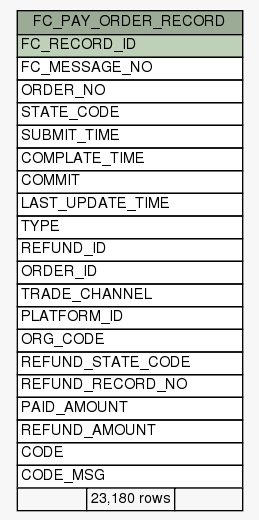 FC_PAY_ORDER_RECORD
FC_RECORD_ID
FC_MESSAGE_NO
ORDER_NO
STATE_CODE
SUBMIT_TIME
COMPLATE_TIME
COMMIT
LAST_UPDATE_TIME
TYPE
REFUND_ID
ORDER_ID
TRADE_CHANNEL
PLATFORM_ID
ORG_CODE
REFUND_STATE_CODE
REFUND_RECORD_NO
PAID_AMOUNT
REFUND_AMOUNT
CODE
CODE_MSG
23,180 rows